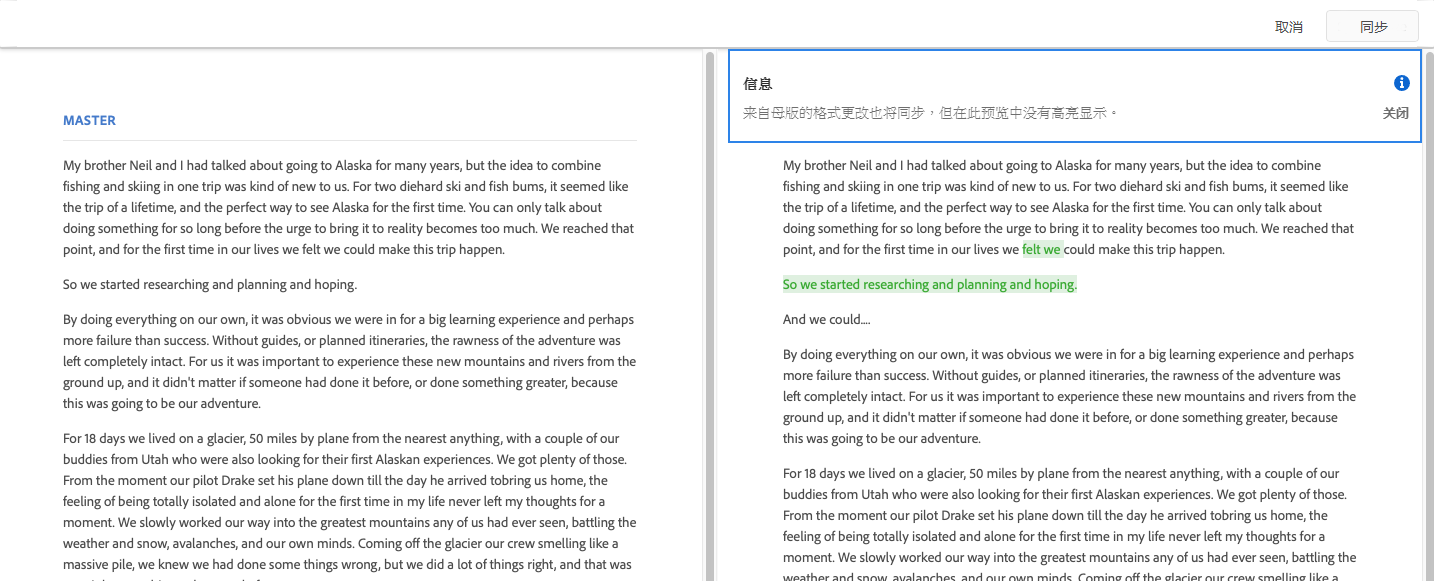 取消
同步
MASTER
My brother Neil and I had talked about going to Alaska for many years, but the idea to combine
fishing and skiing in one trip was kind of new to us. For two diehard ski and fish bums, it seemed like
the trip of a lifetime, and the perfect way to see Alaska for the first time. You can only talk about
doing something for so long before the urge to bring it to reality becomes too much. We reached that
point, and for the first time in our lives we felt we could make this trip happen.
So we started researching and planning and hoping.
By doing everything on our own, it was obvious we were in for a big learning experience and perhaps
more failure than success. Without guides, or planned itineraries, the rawness of the adventure was
left completely intact. For us it was important to experience these new mountains and rivers from the
ground up, and it didn't matter if someone had done it before, or done something greater, because
this was going to be our adventure.
For 18 days we lived on a glacier, 50 miles by plane from the nearest anything, with a couple of our
buddies from Utah who were also looking for their first Alaskan experiences. We got plenty of those.
From the moment our pilot Drake set his plane down till the day he arrived tobring us home, the
feeling of being totally isolated and alone for the first time in my life never left my thoughts for a
moment. We slowly worked our way into the greatest mountains any of us had ever seen, battling the
weather and snow, avalanches, and our own minds. Coming off the glacier our crew smelling like a
massive pile, we knew we had done some things wrong, but we did a lot of things right, and that was
信息
来自母版的格式更改也将同步，但在此预览中没有高亮显示。
关闭
My brother Neil and I had talked about going to Alaska for many years, but the idea to combine
fishing and skiing in one trip was kind of new to us. For two diehard ski and fish bums, it seemed like
the trip of a lifetime, and the perfect way to see Alaska for the first time. You can only talk about
doing something for so long before the urge to bring it to reality becomes too much. We reached that
point, and for the first time in our lives we felt we could make this trip happen.
So we started researching and planning and hoping.
And we could....
By doing everything on our own, it was obvious we were in for a big learning experience and perhaps
more failure than success. Without guides, or planned itineraries, the rawness of the adventure was
left completely intact. For us it was important to experience these new mountains and rivers from the
ground up, and it didn't matter if someone had done it before, or done something greater, because
this was going to be our adventure.
For 18 days we lived on a glacier, 50 miles by plane from the nearest anything, with a couple of our
buddies from Utah who were also looking for their first Alaskan experiences. We got plenty of those.
From the moment our pilot Drake set his plane down till the day he arrived tobring us home, the
feeling of being totally isolated and alone for the first time in my life never left my thoughts for a
moment. We slowly worked our way into the greatest mountains any of us had ever seen, battling the
weather and snow, avalanches, and our own minds. Coming off the glacier our crew smelling like a